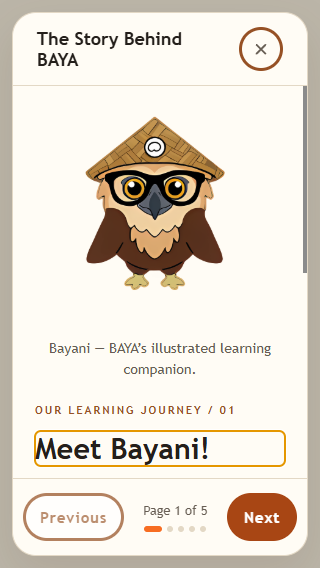 The Story Behind
BAYA
Bayani — BAYA's illustrated learning
companion.
OUR LEARNING JOURNEY / 01
Meet Bayani!
Previous
Page 1 of 5
Next